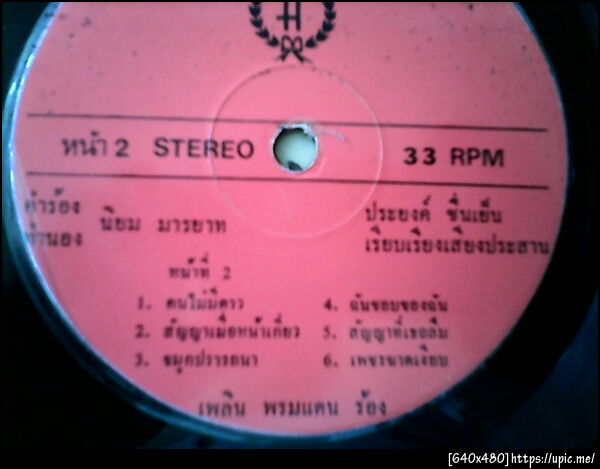 หน้า 2 STEREO 33 RPM
คำร้อง
ทำนอง
นิยม มารยาท
ประยงค์ ชื่นเย็น
เรียบเรียงเสียงประสาน
หน้าที่ 2
1. คนไม่มีดาว
2. สัญญาเมื่อหน้าเกี่ยว
3. จมูกปรารถนา
4. ฉันชอบของฉัน
5. สัญญาที่เธอลืม
6. เพชรฆาตเงียบ
เพลิน พรมแดน ร้อง
[640x480]https://upic.me/